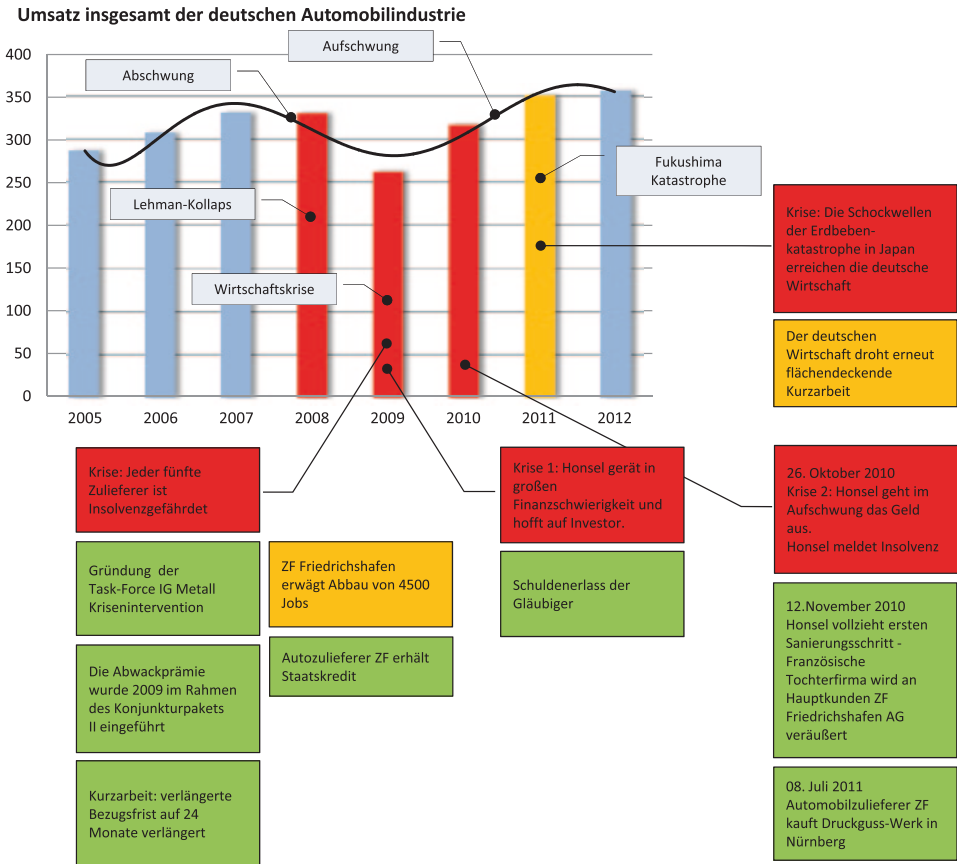 Umsatz insgesamt der deutschen Automobilindustrie
400
350
300
250
200
150
100
50
0
2005
2006
2007
2008
2009
2010
2011
2012
Abschwung
Aufschwung
Lehman-Kollaps
Wirtschaftskrise
Fukushima
Katastrophe
Krise: Die Schockwellen
der Erdbeben-
katastrophe in Japan
erreichen die deutsche
Wirtschaft
Der deutschen
Wirtschaft droht erneut
flächendeckende
Kurzarbeit
Krise: Jeder fünfte
Zulieferer ist
Insolvenzgefährdet
Gründung der
Task-Force IG Metall
Krisenintervention
Die Abwackprämie
wurde 2009 im Rahmen
des Konjunkturpakets
II eingeführt
Kurzarbeit: verlängerte
Bezugsfrist auf 24
Monate verlängert
ZF Friedrichshafen
erwägt Abbau von 4500
Jobs
Autozulieferer ZF erhält
Staatskredit
Krise 1: Honsel gerät in
großen
Finanzschwierigkeit und
hofft auf Investor.
Schuldenerlass der
Gläubiger
26. Oktober 2010
Krise 2: Honsel geht im
Aufschwung das Geld
aus.
Honsel meldet Insolvenz
12.November 2010
Honsel vollzieht ersten
Sanierungsschritt -
Französische
Tochterfirma wird an
Hauptkunden ZF
Friedrichshafen AG
veräußert
08. Juli 2011
Automobilzulieferer ZF
kauft Druckguss-Werk in
Nürnberg